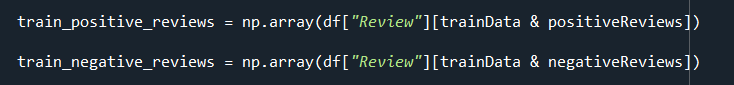 train_positive_reviews = np.array(df["Review"][trainData & positiveReviews])
train_negative_reviews = np.array(df["Review"][trainData & negativeReviews])